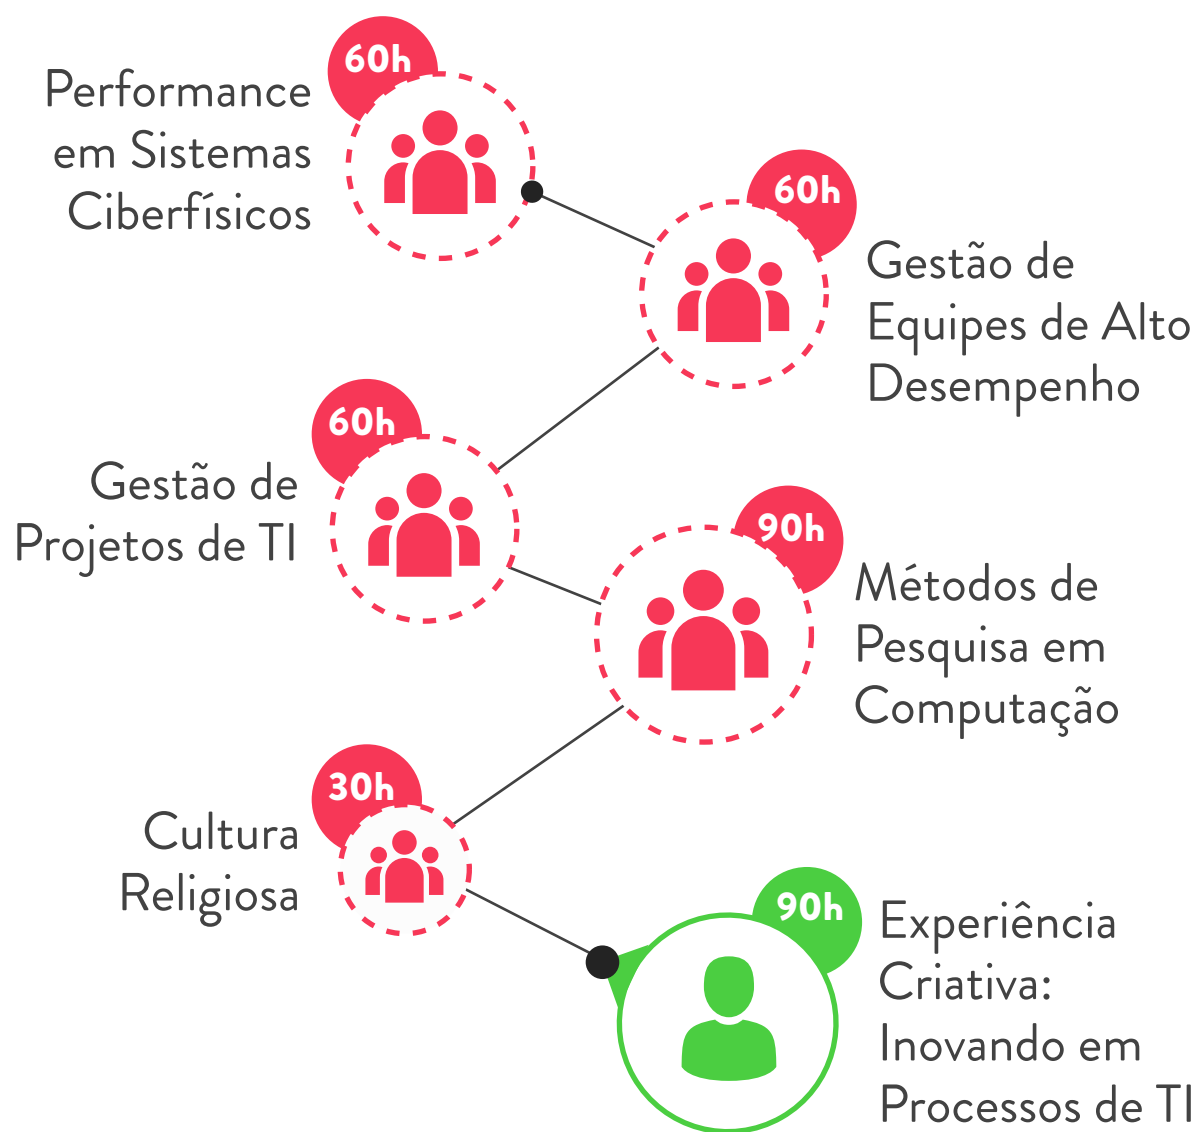 60h
Performance
em Sistemas
Ciberfísicos
60h
Gestão de
Equipes de Alto
Desempenho
60h
Gestão de
Projetos de TI
90h
Métodos de
Pesquisa em
Computação
30h
Cultura
Religiosa
90h
Experiência
Criativa:
Inovando em
Processos de TI